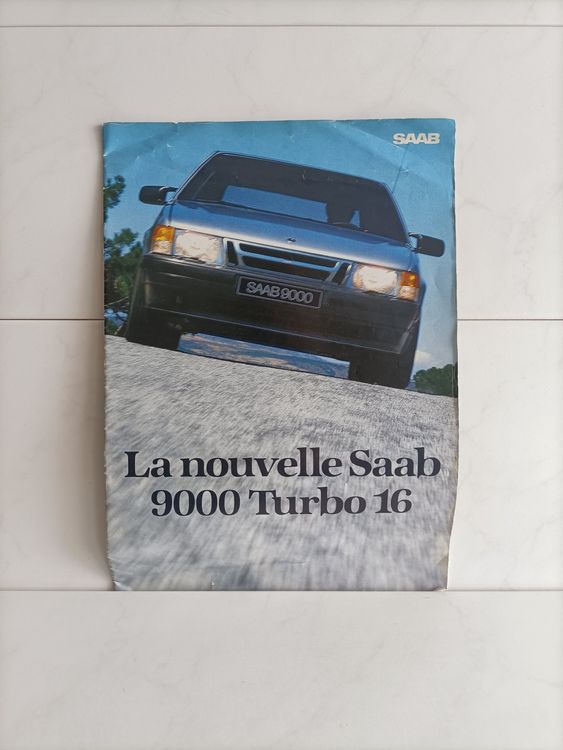 SAAB
SAAB 9000
La nouvelle Saab
9000 Turbo 16